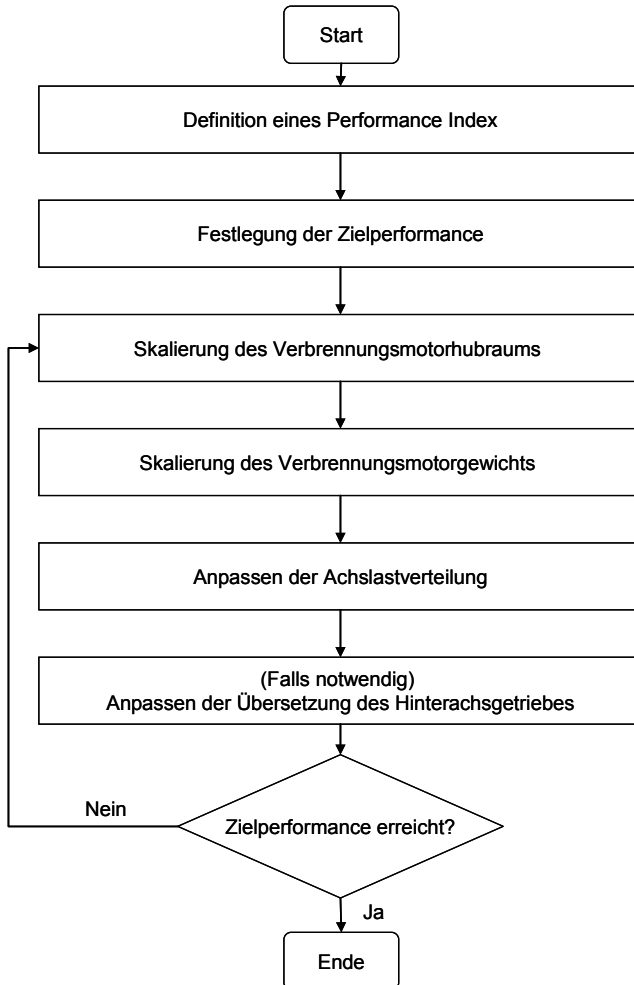 Start
Definition eines Performance Index
Festlegung der Zielperformance
Skalierung des Verbrennungsmotorhubraums
Skalierung des Verbrennungsmotorgewichts
Anpassen der Achslastverteilung
(Falls notwendig)
Anpassen der Übersetzung des Hinterachsgetriebes
Nein
Zielperformance erreicht?
Ja
Ende